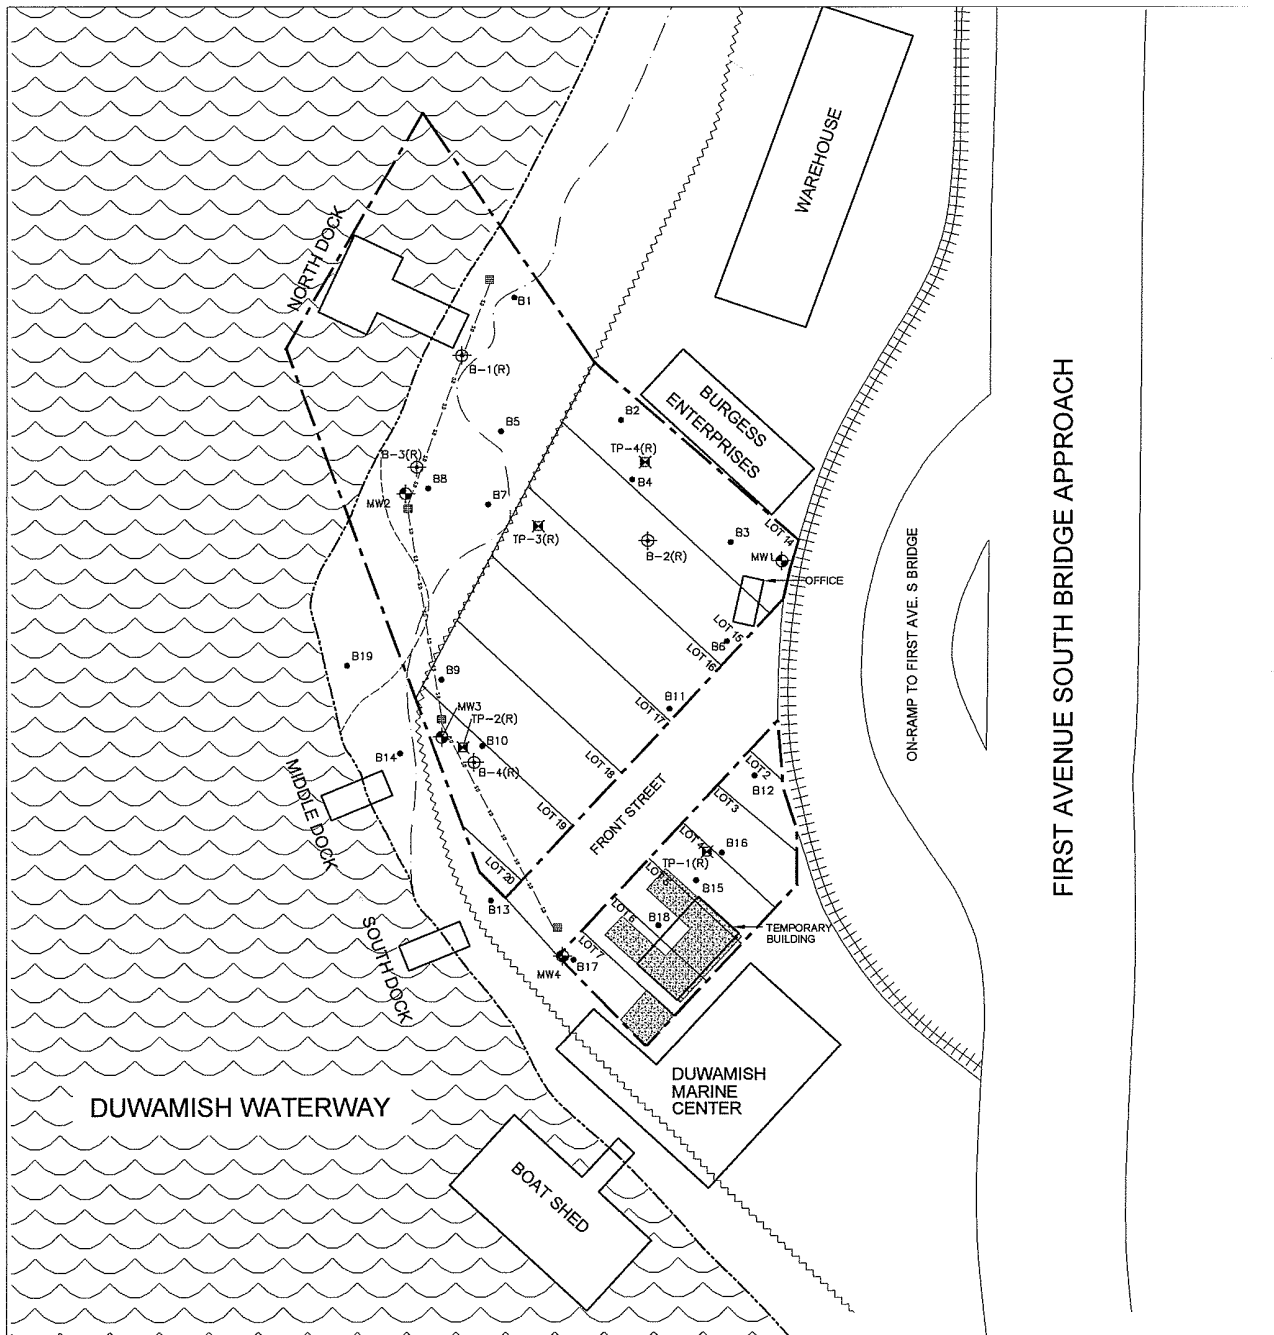 WAREHOUSE
NORTH DOCK
B1
B-1(R)
BURGESS
ENTERPRISES
B2
TP-4(R)
B4
B5
B-3(R)
B8
MW2
B7
TP-3(R)
B-2(R)
B3
LOT 14
MW1
OFFICE
LOT 15
B6
LOT 16
B11
LOT 17
LOT 18
LOT 19
LOT 20
B19
B9
MW3
TP-2(R)
B10
B-4(R)
B14
MIDDLE DOCK
FRONT STREET
LOT 2
B12
LOT 3
LOT 4
B16
TP-1(R)
LOT 5
B15
LOT 6
B18
TEMPORARY
BUILDING
LOT 7
B13
SOUTH DOCK
MW4
B17
ON-RAMP TO FIRST AVE. S BRIDGE
FIRST AVENUE SOUTH BRIDGE APPROACH
DUWAMISH
MARINE
CENTER
DUWAMISH WATERWAY
BOAT SHED